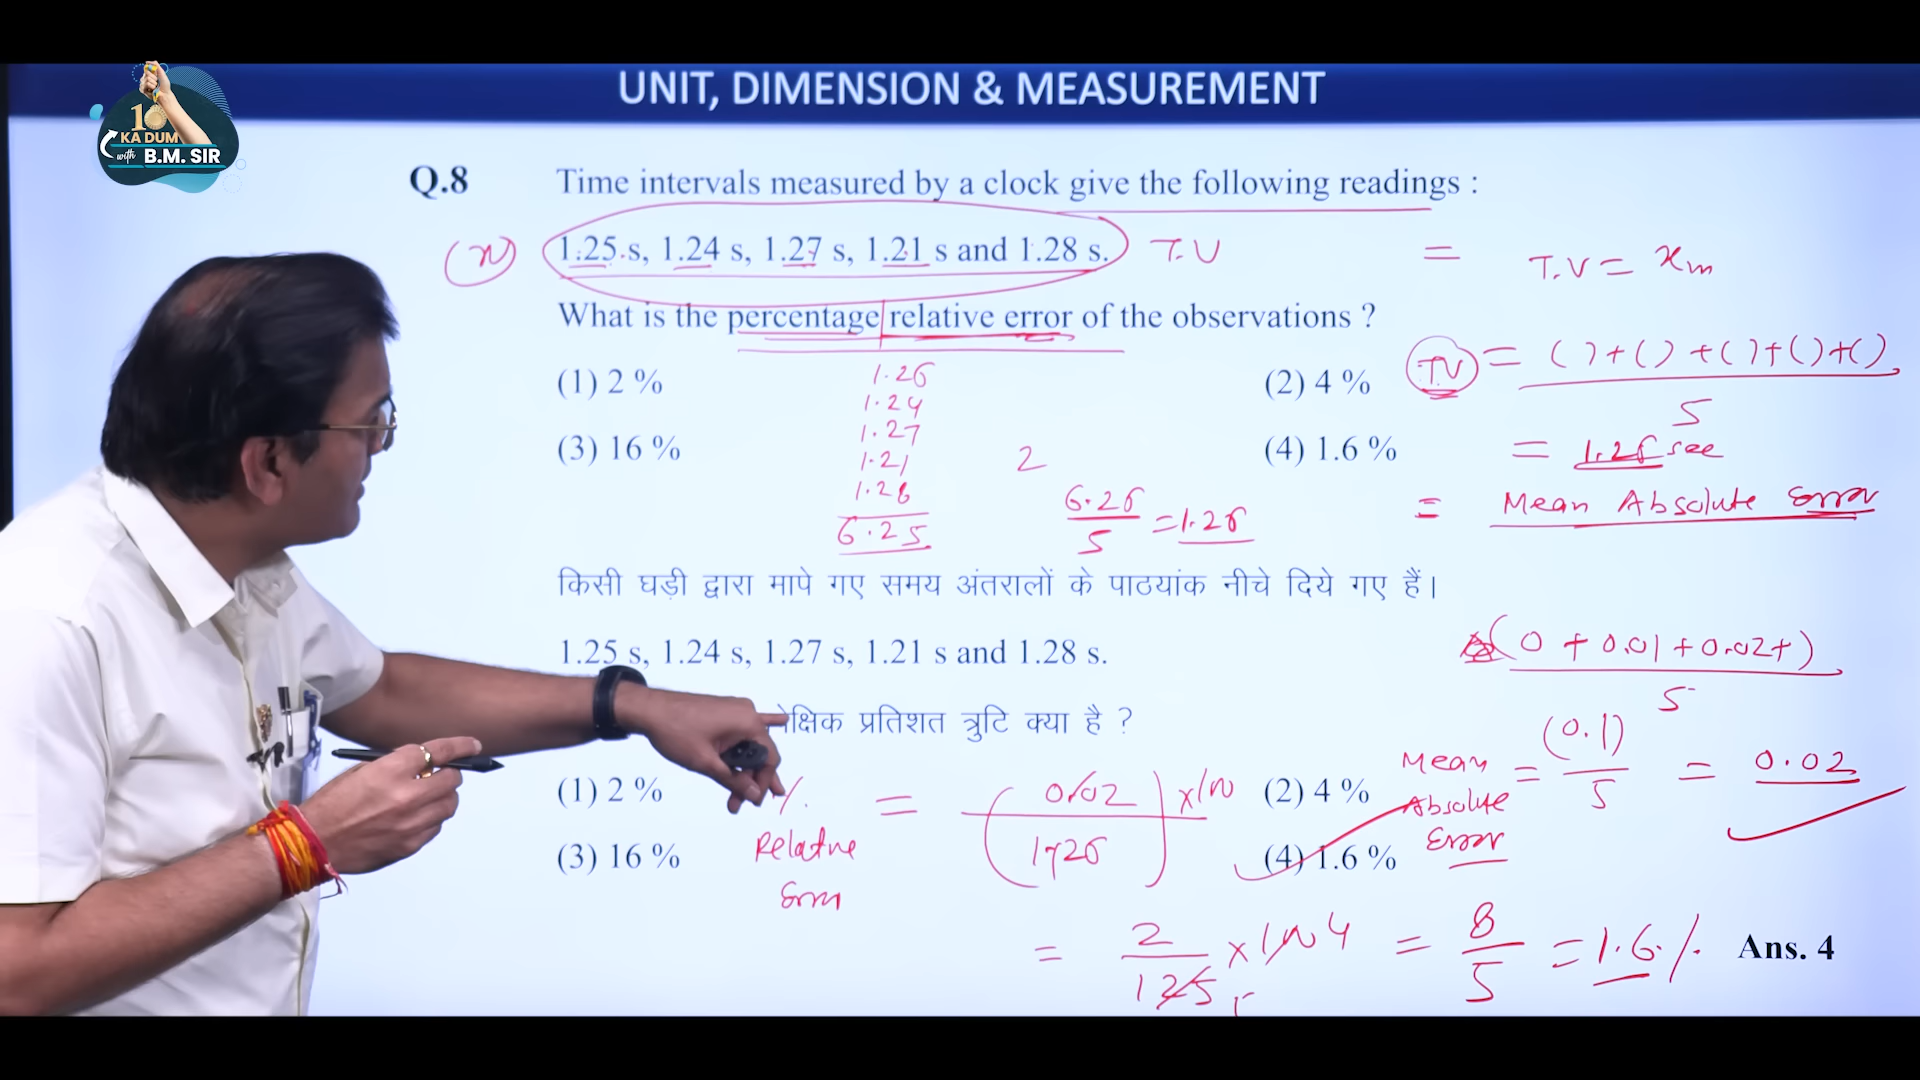 UNIT, DIMENSION & MEASUREMENT
10
KA DUM
with B.M. SIR
Q.8 Time intervals measured by a clock give the following readings :
(n) 1.25 s, 1.24 s, 1.27 s, 1.21 s and 1.28 s. T.V = T.V = xm
What is the percentage relative error of the observations ?
TV = ( ) + ( ) + ( ) + ( ) + ( )
5
(1) 2 % (2) 4 %
(3) 16 % (4) 1.6 %
1.25
1.24
1.27
1.21
1.28
6.25
2
6.25
5
= 1.25
= 1.25 sec
= Mean Absolute Error
किसी घड़ी द्वारा मापे गए समय अंतरालों के पाठयांक नीचे दिये गए हैं।
1.25 s, 1.24 s, 1.27 s, 1.21 s and 1.28 s.
(0 + 0.01 + 0.02+)
5
प्रतिशत त्रुटि क्या है ?
Mean Absolute Error = (0.1)
5
= 0.02
(1) 2 % (2) 4 %
(3) 16 % (4) 1.6 %
% Relative Error = ( 0.02
1.25 ) x100
= 2
125 x100 4 = 8
5 = 1.6 % Ans. 4
5